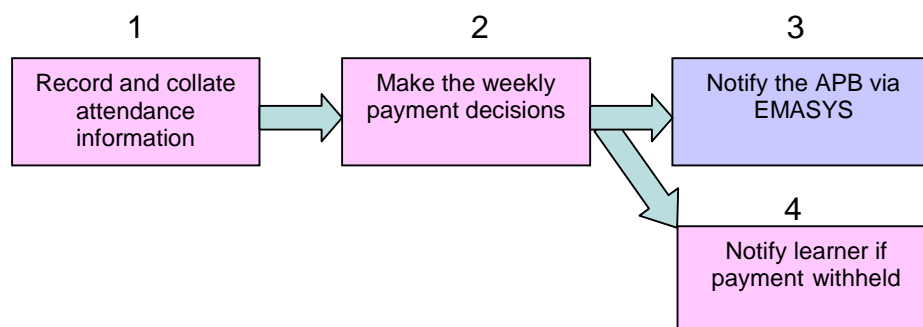 1
Record and collate
attendance
information
2
Make the weekly
payment decisions
3
Notify the APB via
EMASYS
4
Notify learner if
payment withheld